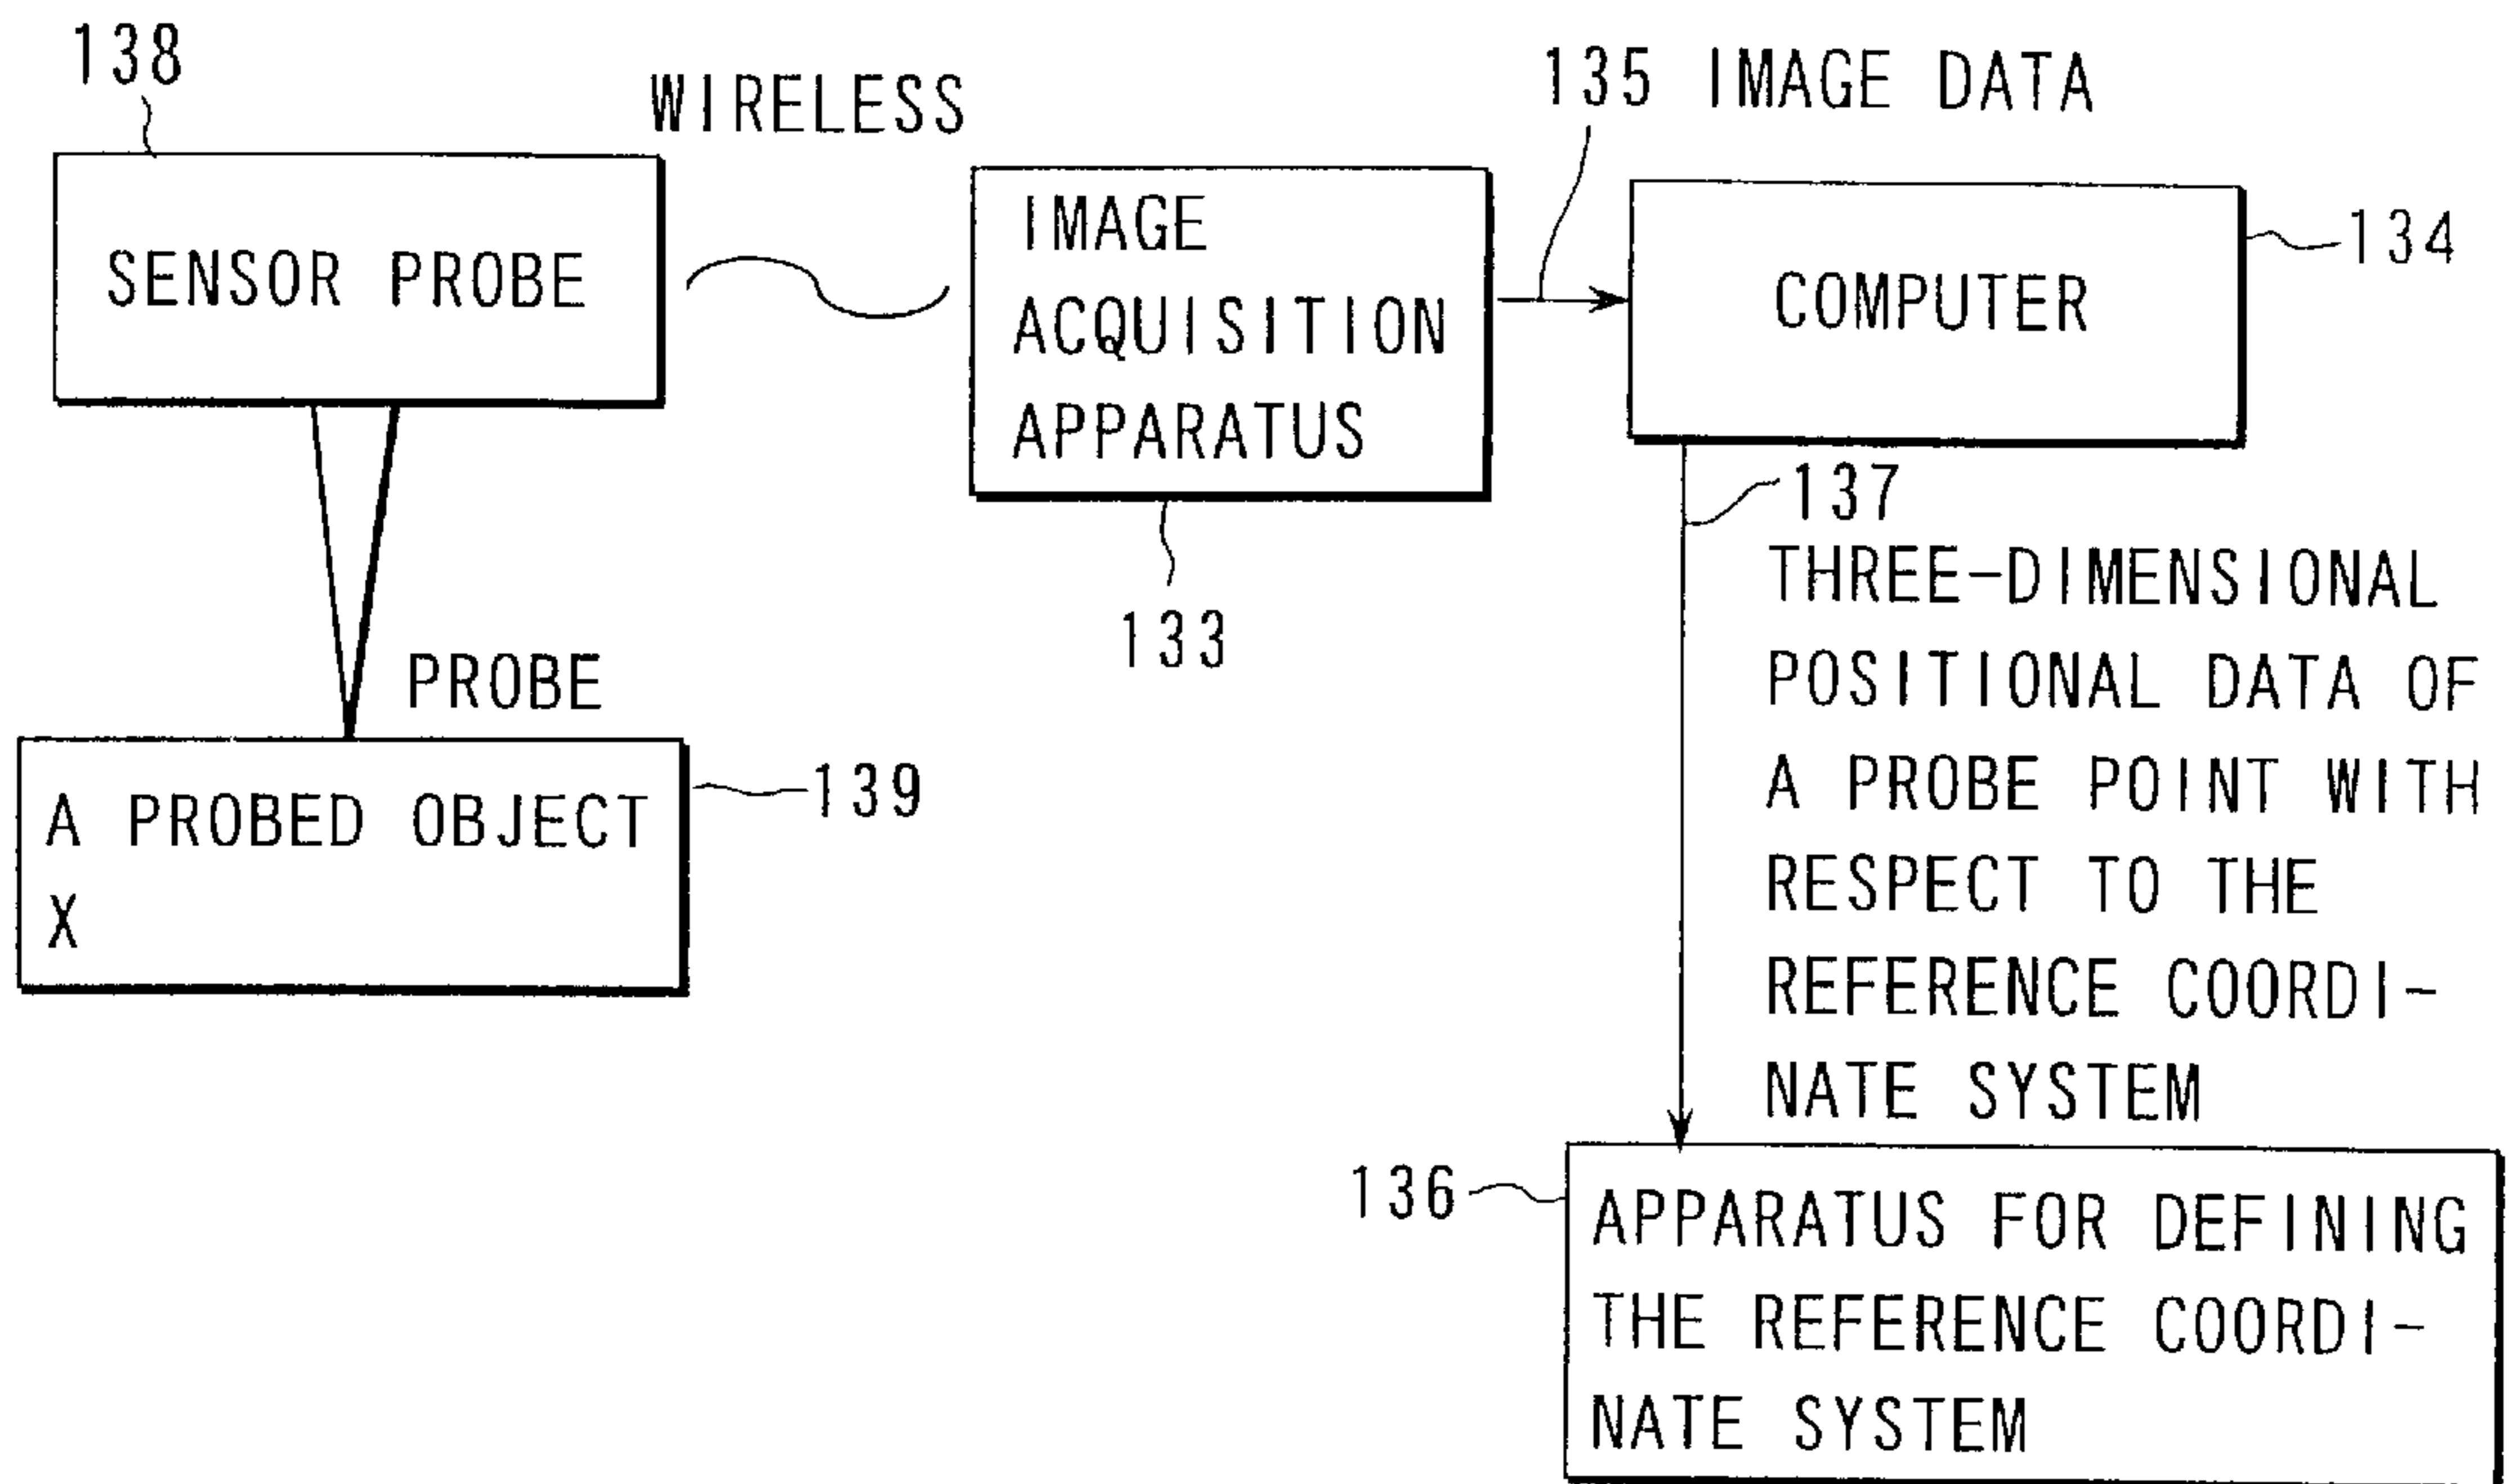 138
WIRELESS
135 IMAGE DATA
SENSOR PROBE
IMAGE
ACQUISITION
APPARATUS
COMPUTER
134
133
137
THREE-DIMENSIONAL
POSITIONAL DATA OF
A PROBE POINT WITH
RESPECT TO THE
REFERENCE COORDI-
NATE SYSTEM
PROBE
A PROBED OBJECT
X
139
136
APPARATUS FOR DEFINING
THE REFERENCE COORDI-
NATE SYSTEM